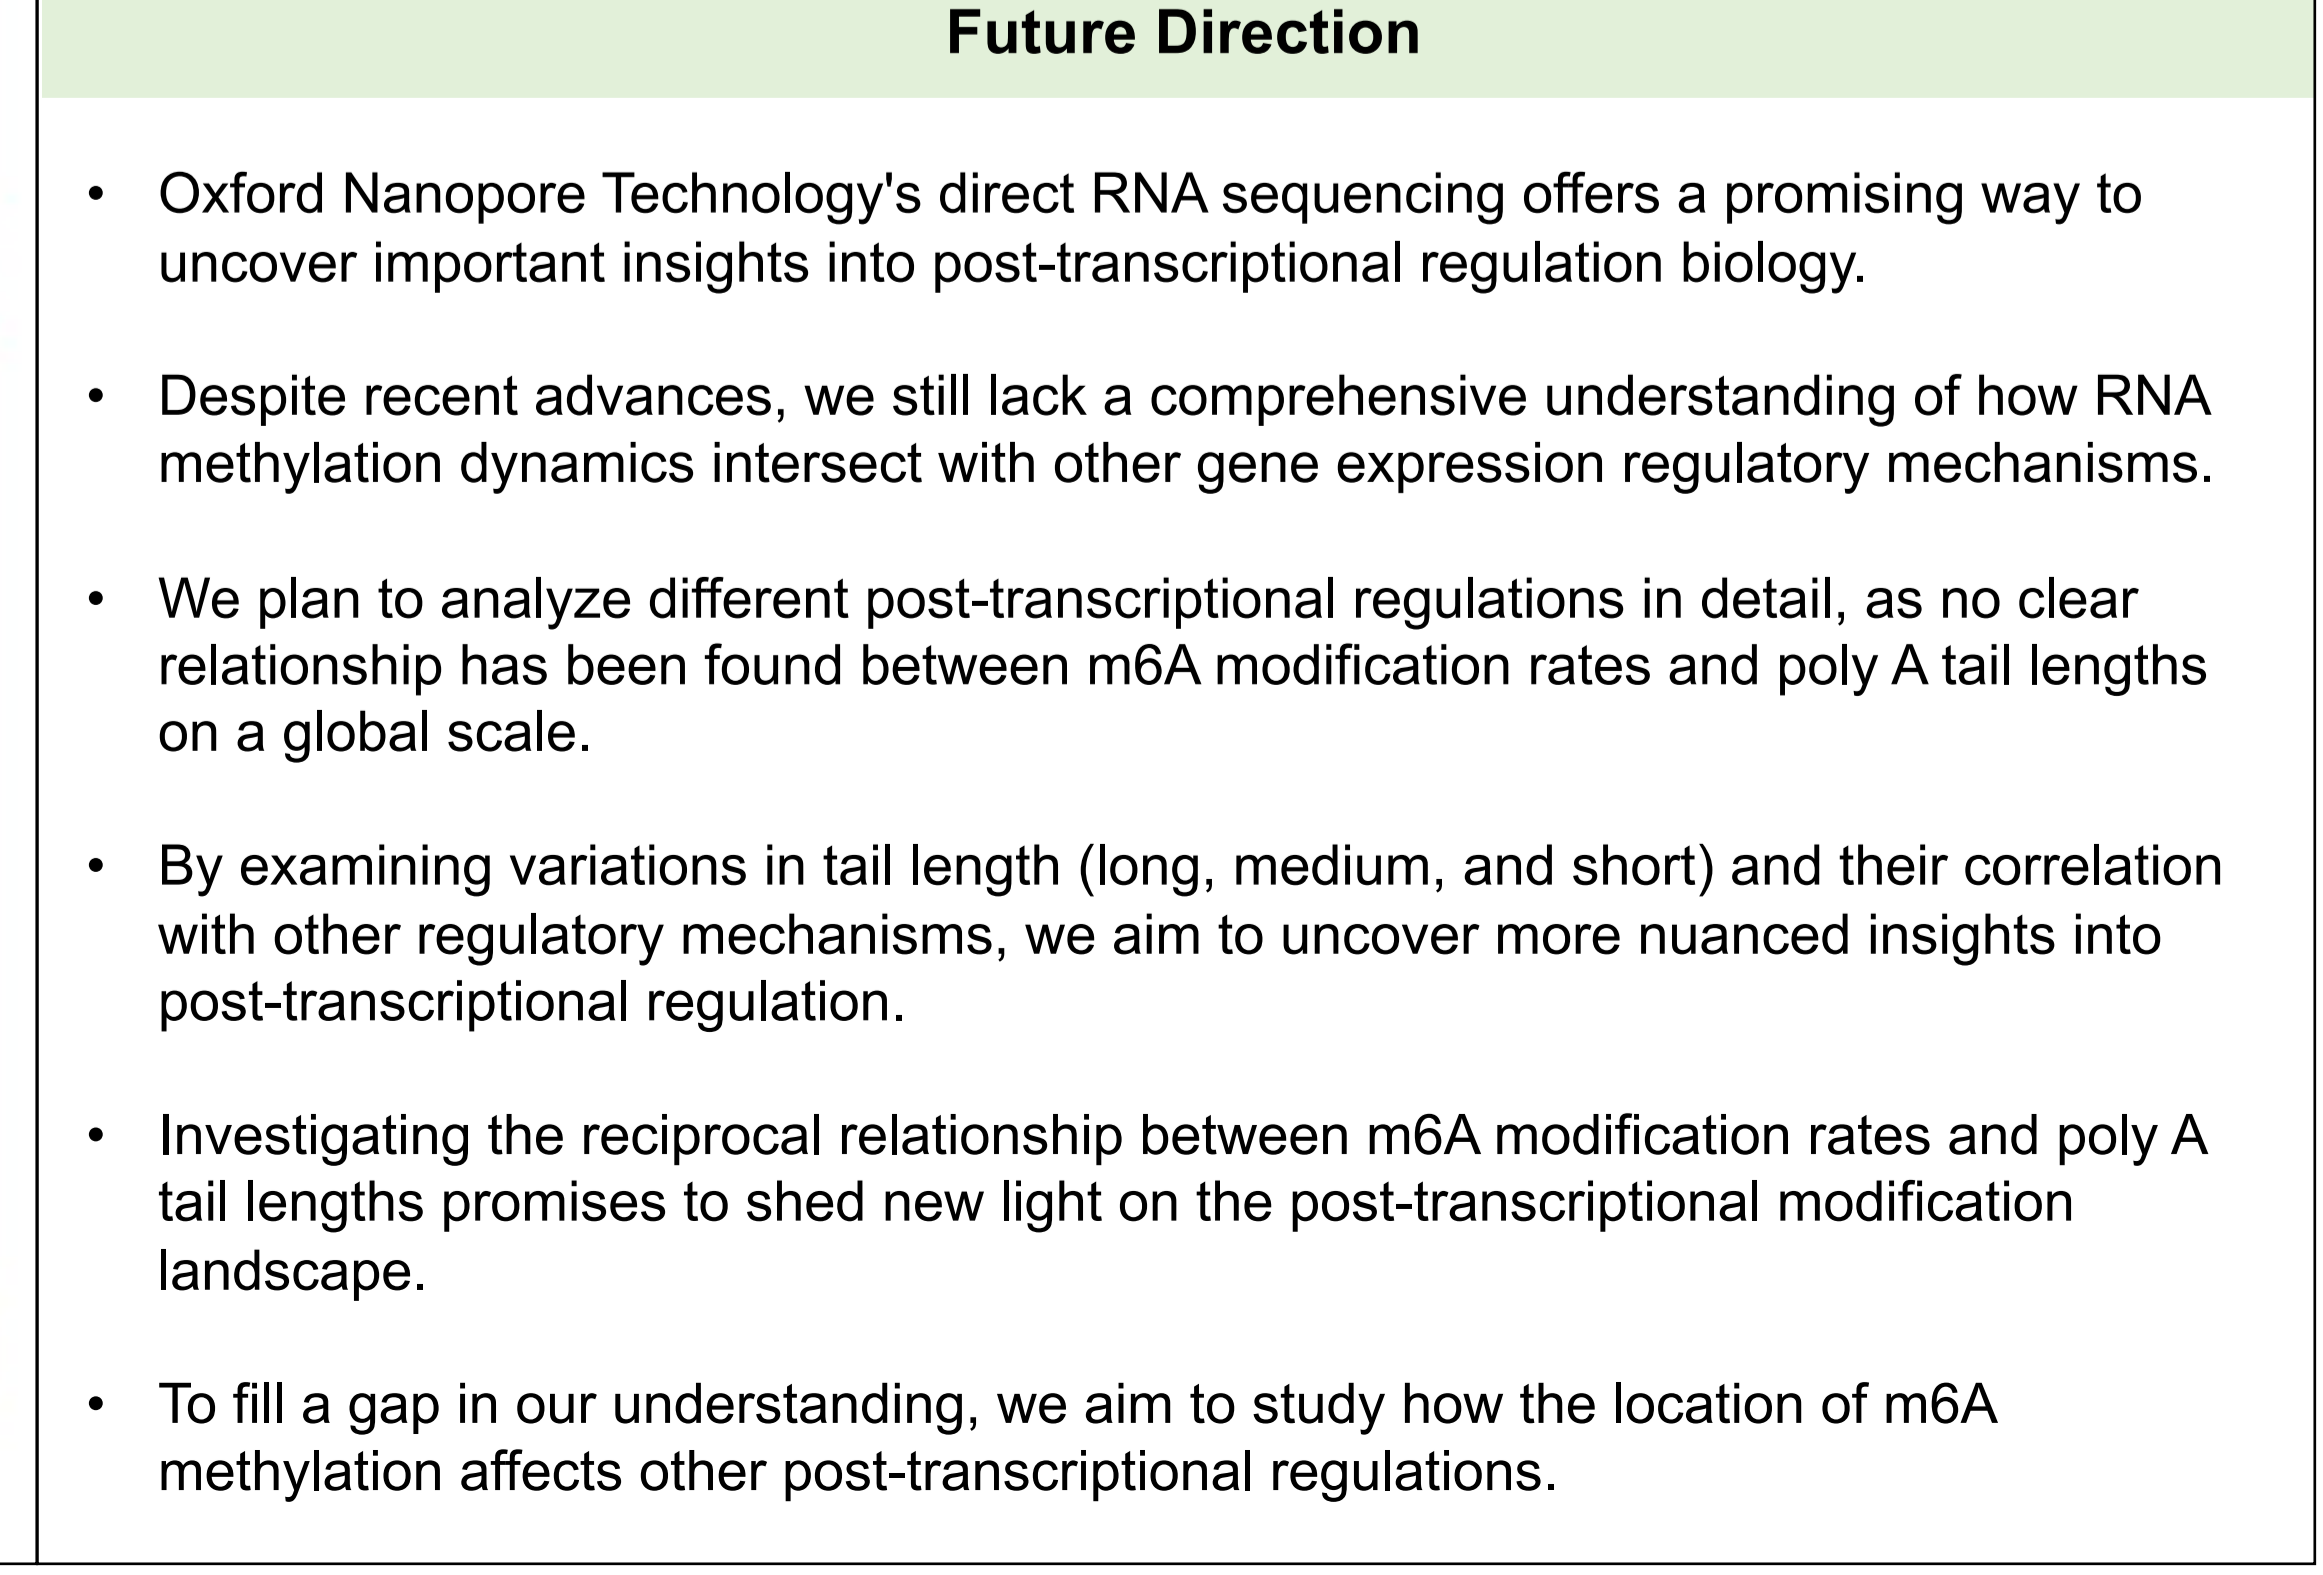 Future Direction
• Oxford Nanopore Technology's direct RNA sequencing offers a promising way to
uncover important insights into post-transcriptional regulation biology.
• Despite recent advances, we still lack a comprehensive understanding of how RNA
methylation dynamics intersect with other gene expression regulatory mechanisms.
• We plan to analyze different post-transcriptional regulations in detail, as no clear
relationship has been found between m6A modification rates and poly A tail lengths
on a global scale.
• By examining variations in tail length (long, medium, and short) and their correlation
with other regulatory mechanisms, we aim to uncover more nuanced insights into
post-transcriptional regulation.
• Investigating the reciprocal relationship between m6A modification rates and poly A
tail lengths promises to shed new light on the post-transcriptional modification
landscape.
• To fill a gap in our understanding, we aim to study how the location of m6A
methylation affects other post-transcriptional regulations.